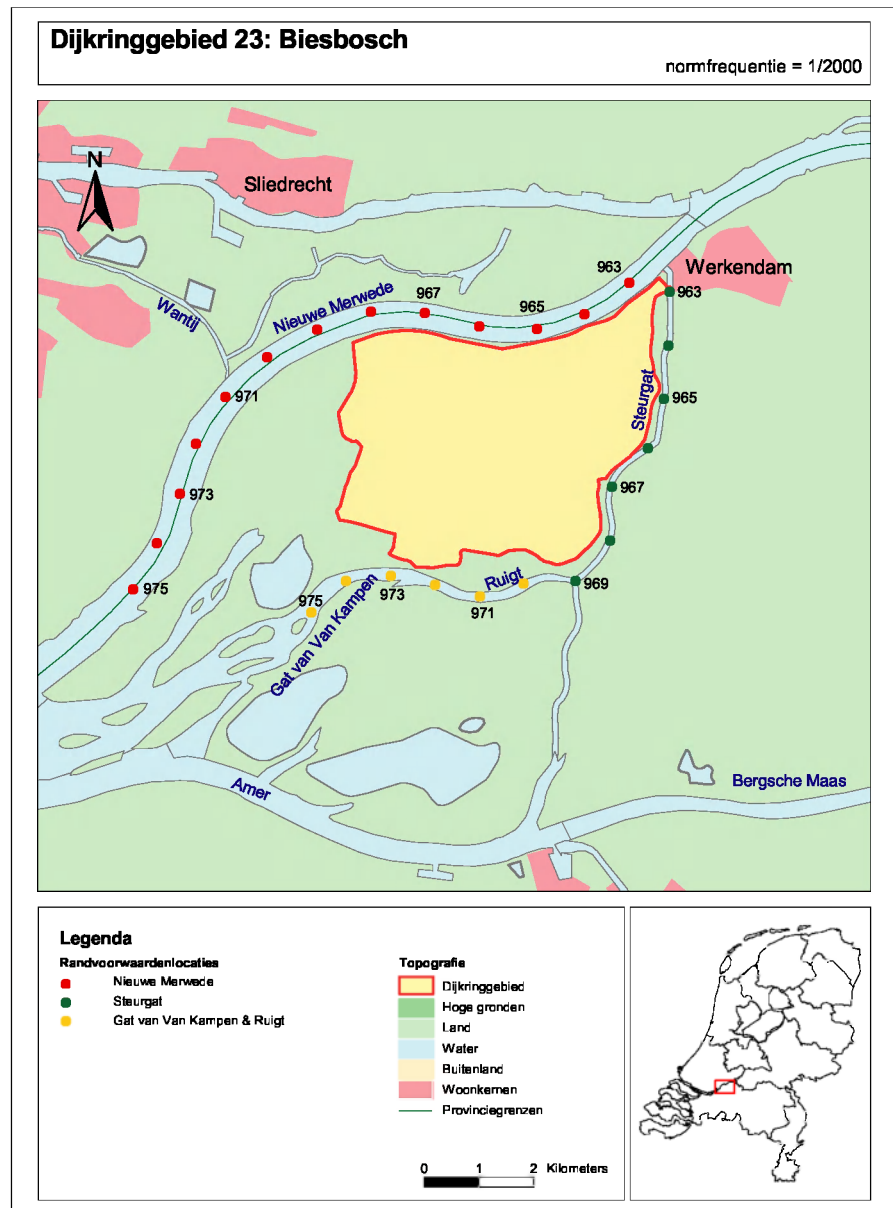 Dijkringgebied 23: Biesbosch
normfrequentie = 1/2000
N
Sliedrecht
Werkendam
963
963
Nieuwe Merwede
967
965
Wantij
Steurgat
971
965
967
973
975
Ruigt
969
973
975
971
Gat van Van Kampen
Amer
Bergsche Maas
Legenda
Randvoorwaardenlocaties
Nieuwe Merwede
Steurgat
Gat van Van Kampen & Ruigt
Topografie
Dijkringgebied
Hoge gronden
Land
Water
Buitenland
Woonkernen
Provinciegrenzen
0 1 2 Kilometers